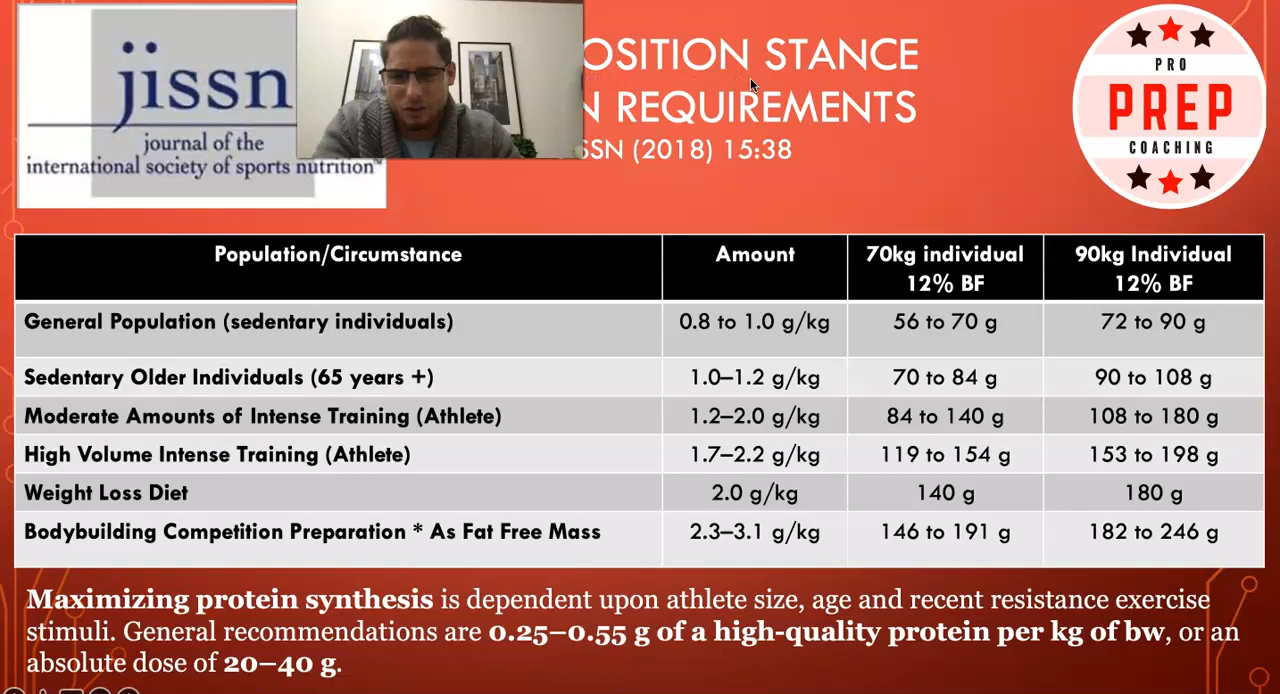 jissn
journal of the
international society of sports nutrition™
OSITION STANCE
N REQUIREMENTS
SSN (2018) 15:38
PRO
PREP
COACHING
Population/Circumstance Amount 70kg individual 12% BF 90kg Individual 12% BF
General Population (sedentary individuals) 0.8 to 1.0 g/kg 56 to 70 g 72 to 90 g
Sedentary Older Individuals (65 years +) 1.0–1.2 g/kg 70 to 84 g 90 to 108 g
Moderate Amounts of Intense Training (Athlete) 1.2–2.0 g/kg 84 to 140 g 108 to 180 g
High Volume Intense Training (Athlete) 1.7–2.2 g/kg 119 to 154 g 153 to 198 g
Weight Loss Diet 2.0 g/kg 140 g 180 g
Bodybuilding Competition Preparation * As Fat Free Mass 2.3–3.1 g/kg 146 to 191 g 182 to 246 g
Maximizing protein synthesis is dependent upon athlete size, age and recent resistance exercise
stimuli. General recommendations are 0.25–0.55 g of a high-quality protein per kg of bw, or an
absolute dose of 20–40 g.